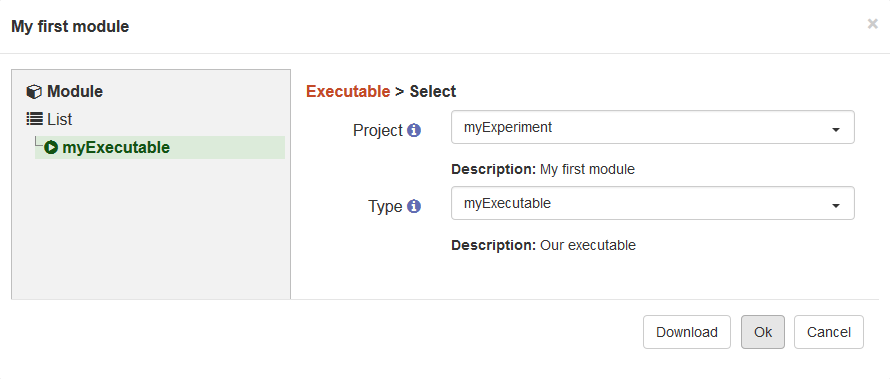 My first module ×
Module
List
myExecutable
Executable > Select
Project
myExperiment
Description: My first module
Type
myExecutable
Description: Our executable
Download Ok Cancel